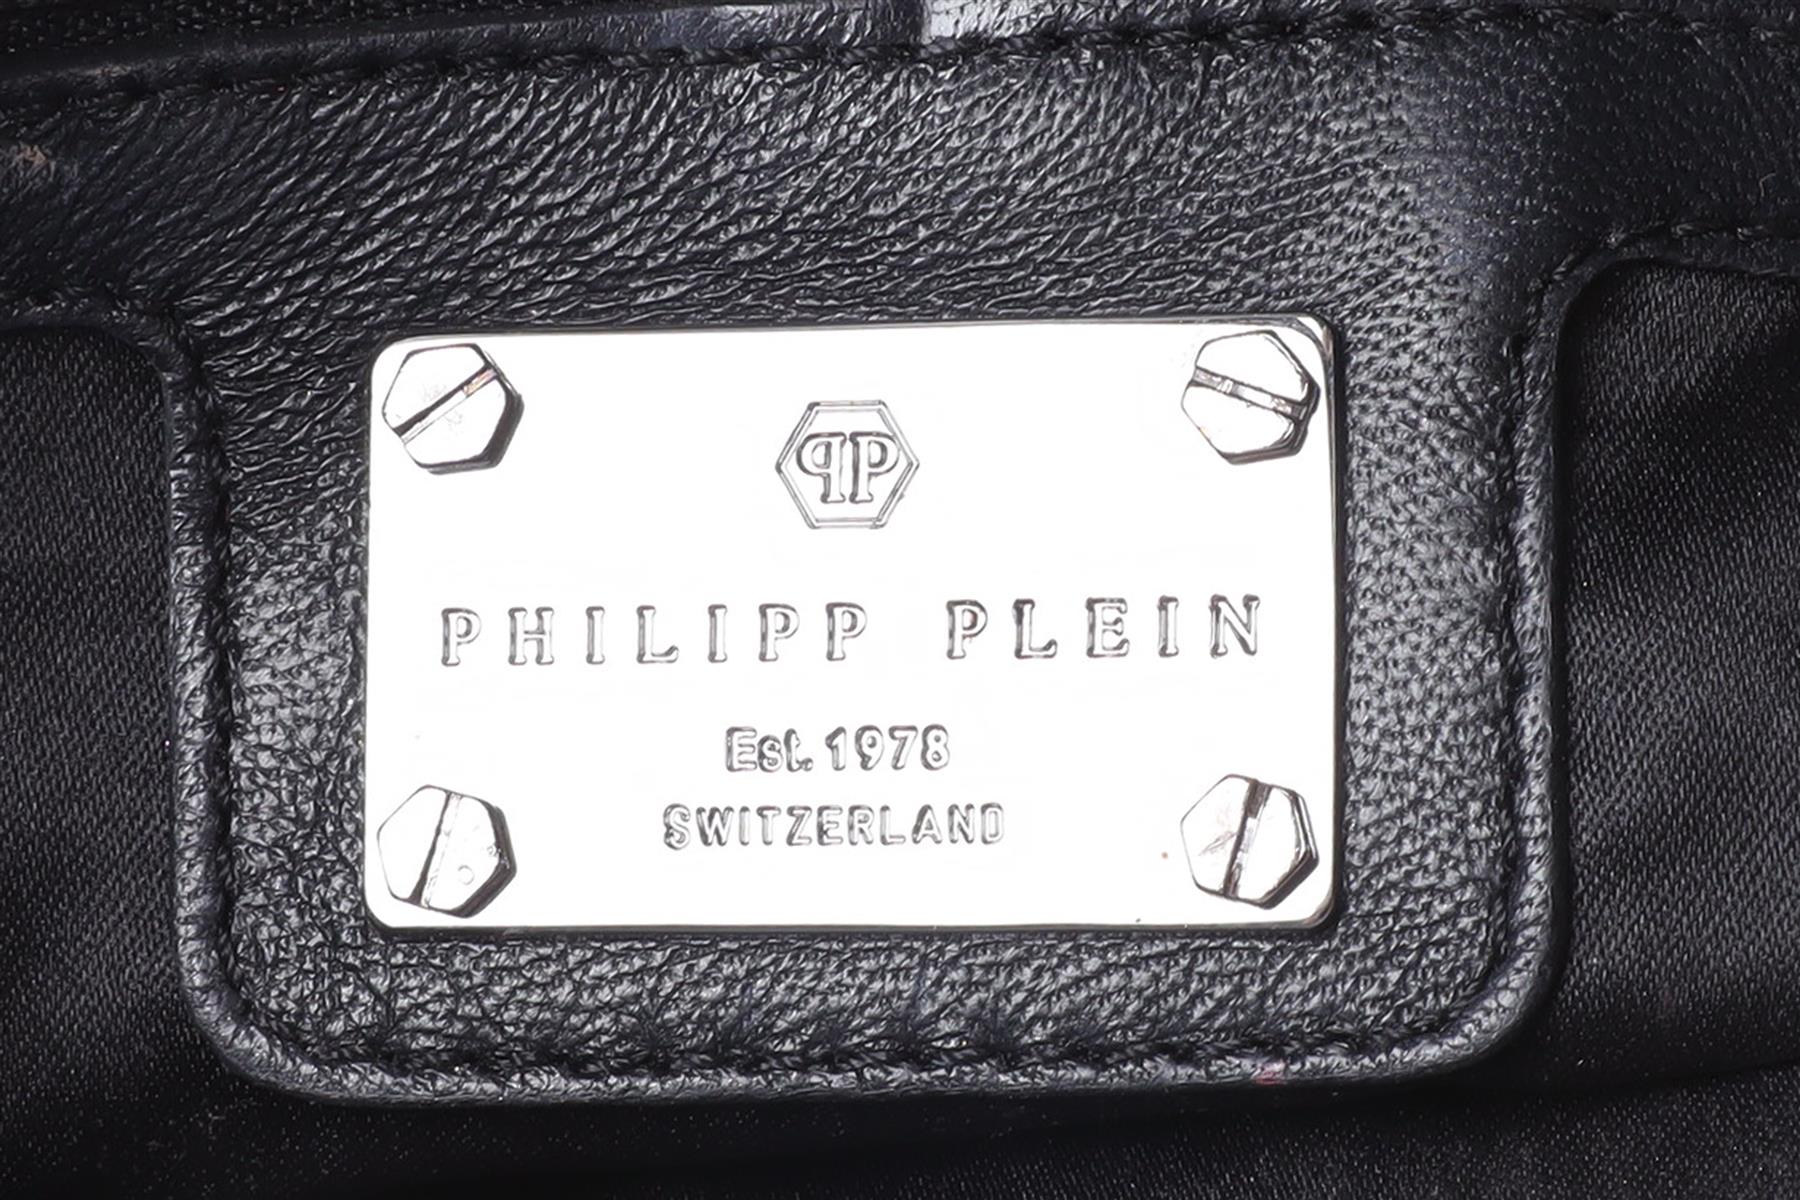 PP
PHILIPP PLEIN
Est. 1978
SWITZERLAND